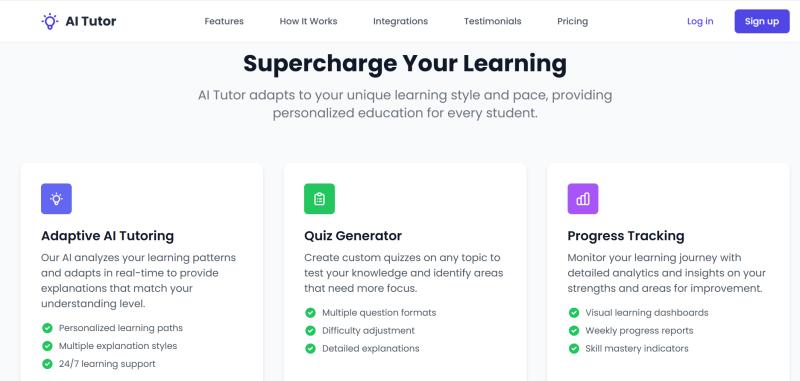 AI Tutor Features How It Works Integrations Testimonials Pricing Log in Sign up
Supercharge Your Learning
AI Tutor adapts to your unique learning style and pace, providing
personalized education for every student.
Adaptive AI Tutoring
Our AI analyzes your learning patterns
and adapts in real-time to provide
explanations that match your
understanding level.
Personalized learning paths
Multiple explanation styles
24/7 learning support
Quiz Generator
Create custom quizzes on any topic to
test your knowledge and identify areas
that need more focus.
Multiple question formats
Difficulty adjustment
Detailed explanations
Progress Tracking
Monitor your learning journey with
detailed analytics and insights on your
strengths and areas for improvement.
Visual learning dashboards
Weekly progress reports
Skill mastery indicators